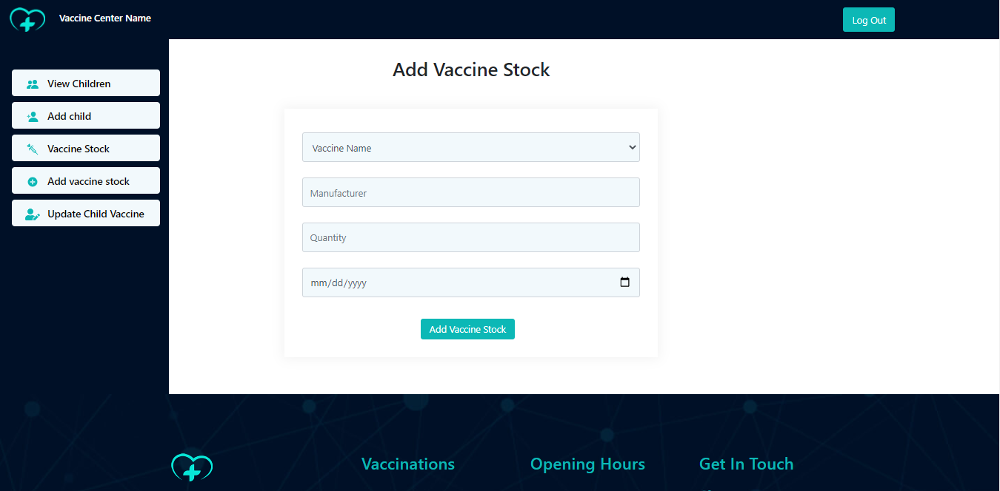 Vaccine Center Name
Log Out
Add Vaccine Stock
View Children
Add child
Vaccine Stock
Add vaccine stock
Update Child Vaccine
Vaccine Name
Manufacturer
Quantity
mm/dd/yyyy
Add Vaccine Stock
Vaccinations
Opening Hours
Get In Touch